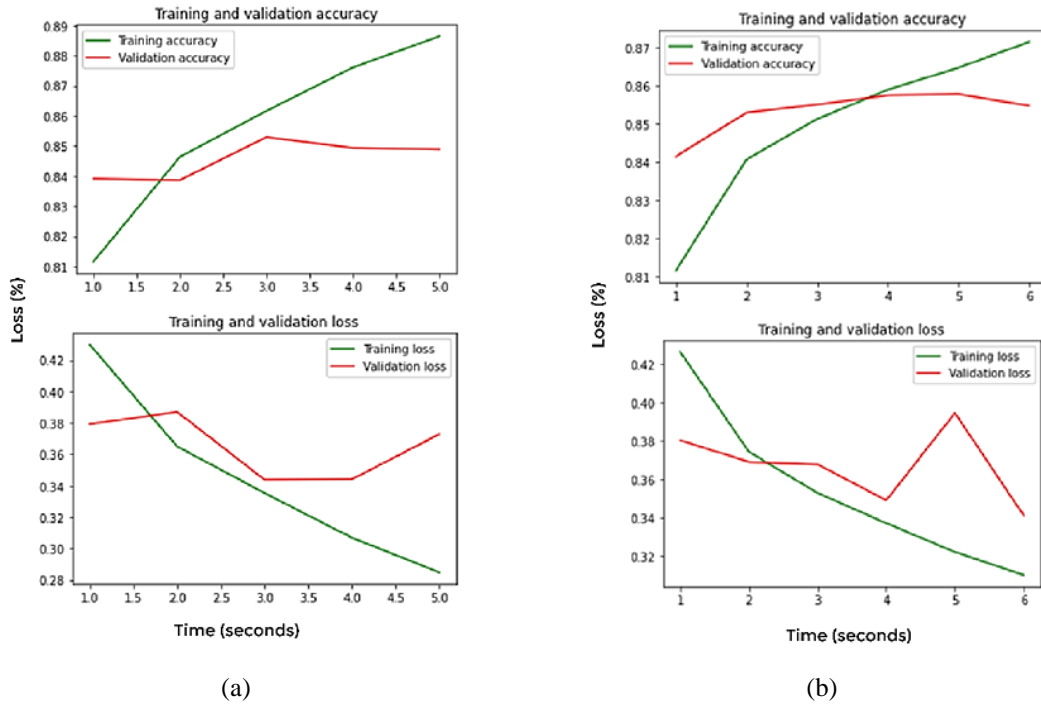 Training and validation accuracy
0.89
0.88
0.87
0.86
0.85
0.84
0.83
0.82
0.81
Training accuracy
Validation accuracy
1.0 1.5 2.0 2.5 3.0 3.5 4.0 4.5 5.0
Training and validation loss
0.42
0.40
0.38
0.36
0.34
0.32
0.30
0.28
Training loss
Validation loss
1.0 1.5 2.0 2.5 3.0 3.5 4.0 4.5 5.0
Loss (%)
Time (seconds)
(a)
Training and validation accuracy
0.87
0.86
0.85
0.84
0.83
0.82
0.81
Training accuracy
Validation accuracy
1 2 3 4 5 6
Training and validation loss
0.42
0.40
0.38
0.36
0.34
0.32
Training loss
Validation loss
1 2 3 4 5 6
Loss (%)
Time (seconds)
(b)